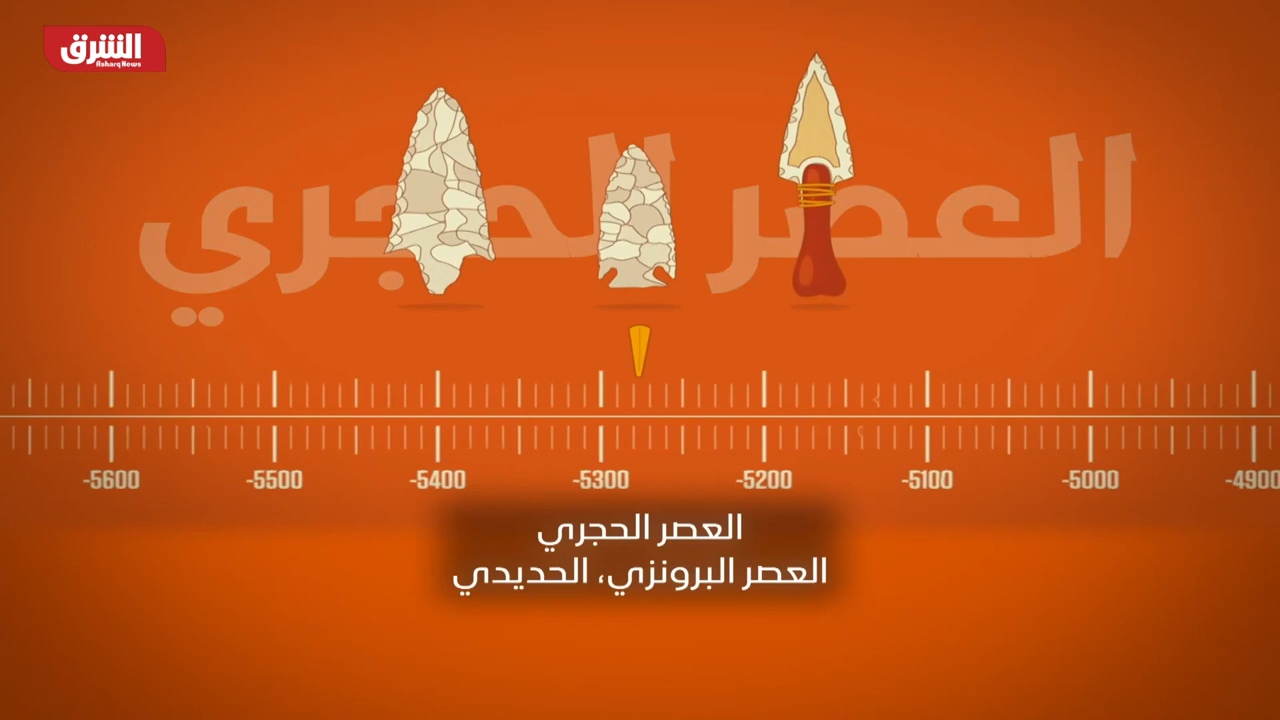 الشرق
Asharq News
العصر الحجري
-5600 -5500 -5400 -5300 -5200 -5100 -5000 -4900
العصر الحجري
العصر البرونزي، الحديدي